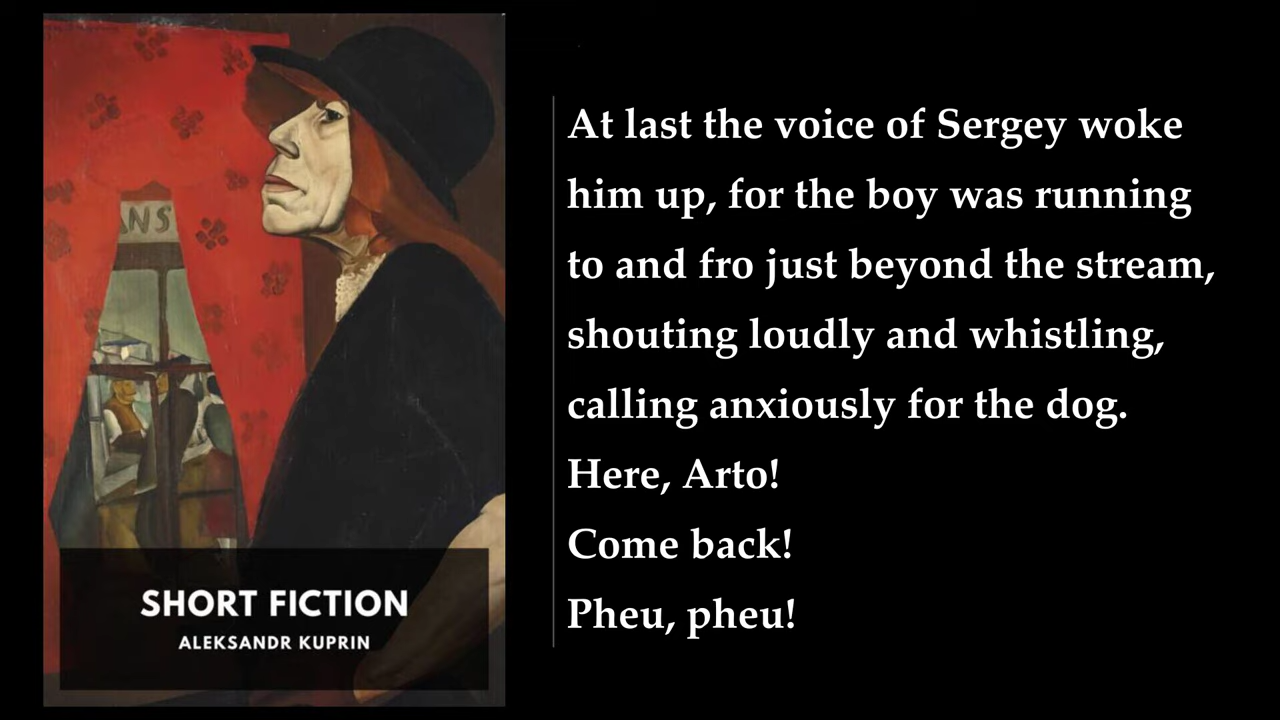 ANS
SHORT FICTION
ALEKSANDR KUPRIN
At last the voice of Sergey woke
him up, for the boy was running
to and fro just beyond the stream,
shouting loudly and whistling,
calling anxiously for the dog.
Here, Arto!
Come back!
Pheu, pheu!